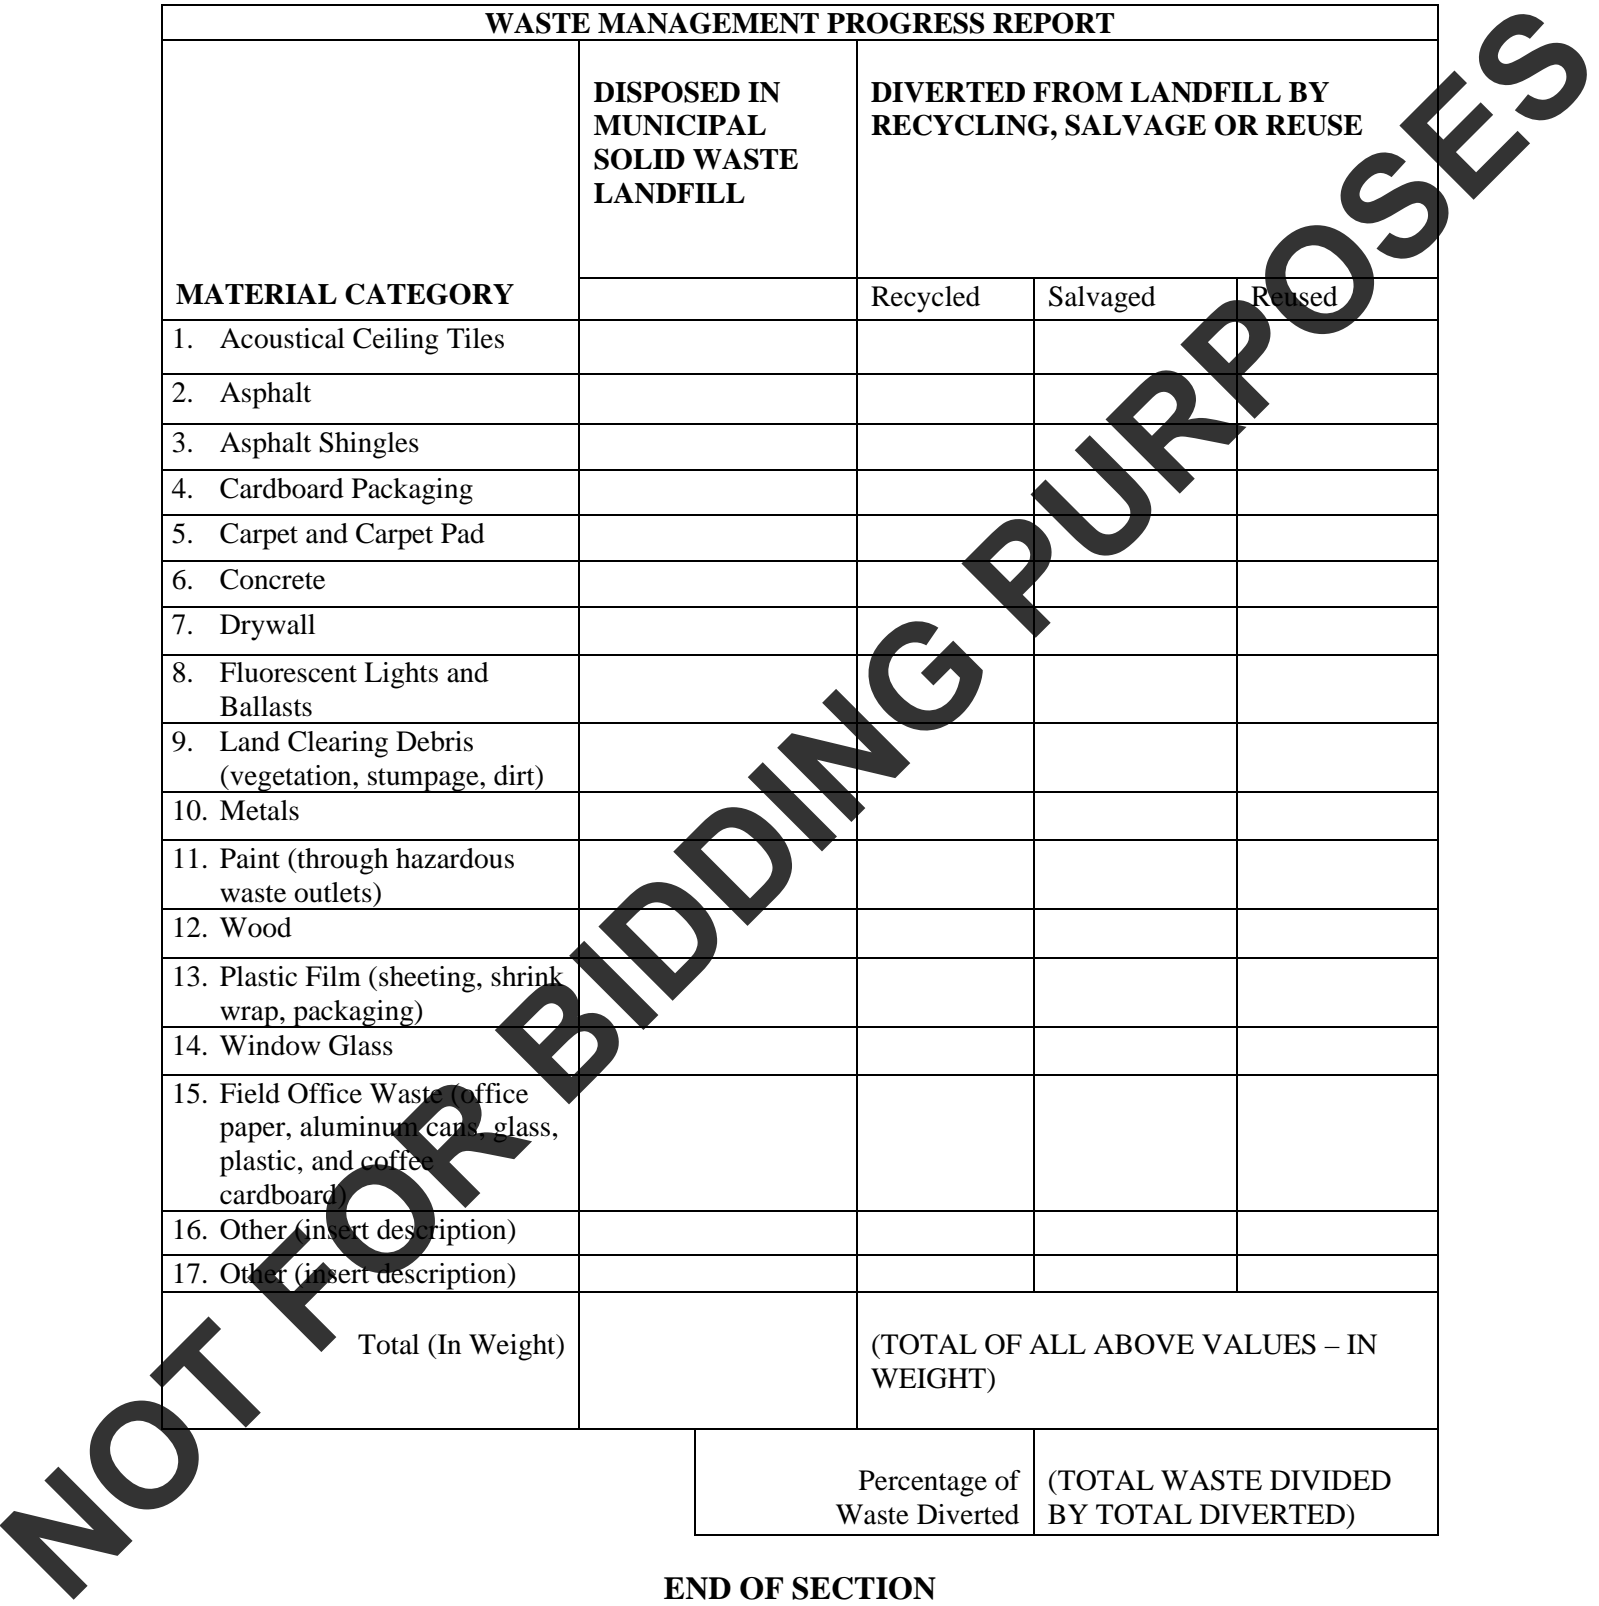 WASTE MANAGEMENT PROGRESS REPORT
MATERIAL CATEGORY
DISPOSED IN
MUNICIPAL
SOLID WASTE
LANDFILL
DIVERTED FROM LANDFILL BY
RECYCLING, SALVAGE OR REUSE
Recycled
Salvaged
Reused
1. Acoustical Ceiling Tiles
2. Asphalt
3. Asphalt Shingles
4. Cardboard Packaging
5. Carpet and Carpet Pad
6. Concrete
7. Drywall
8. Fluorescent Lights and
Ballasts
9. Land Clearing Debris
(vegetation, stumpage, dirt)
10. Metals
11. Paint (through hazardous
waste outlets)
12. Wood
13. Plastic Film (sheeting, shrink
wrap, packaging)
14. Window Glass
15. Field Office Waste (office
paper, aluminum cans, glass,
plastic, and coffee
cardboard)
16. Other (insert description)
17. Other (insert description)
Total (In Weight)
(TOTAL OF ALL ABOVE VALUES – IN
WEIGHT)
Percentage of
Waste Diverted
(TOTAL WASTE DIVIDED
BY TOTAL DIVERTED)
END OF SECTION
NOT FOR BIDDING PURPOSES